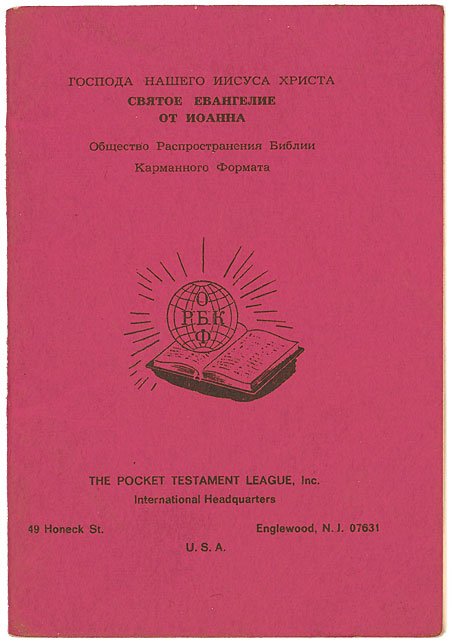 ГОСПОДА НАШЕГО ИИСУСА ХРИСТА
СВЯТОЕ ЕВАНГЕЛИЕ
ОТ ИОАННА
Общество Распространения Библии
Карманного Формата
О
Р.Б.К
Ф
THE POCKET TESTAMENT LEAGUE, Inc.
International Headquarters
49 Honeck St. Englewood, N. J. 07631
U. S. A.